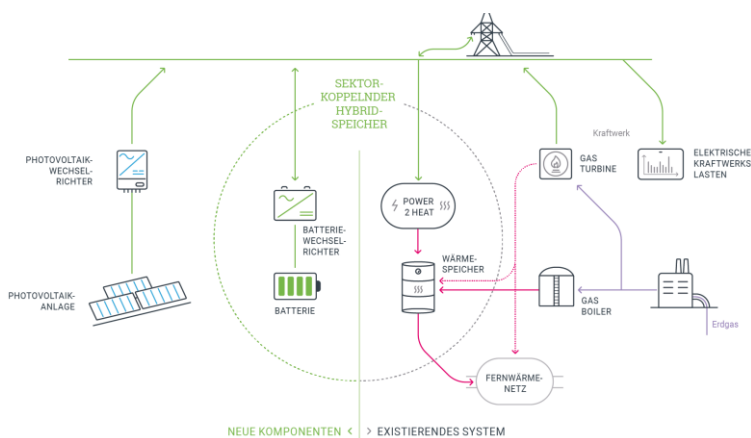 SEKTOR-
KOPPELNDER
HYBRID-
SPEICHER
Kraftwerk
PHOTOVOLTAIK-
WECHSEL-
RICHTER
GAS
TURBINE
ELEKTRISCHE
KRAFTWERKS
LASTEN
POWER
2 HEAT
BATTERIE-
WECHSEL-
RICHTER
WÄRME-
SPEICHER
PHOTOVOLTAIK-
ANLAGE
BATTERIE
GAS
BOILER
Erdgas
FERNWÄRME-
NETZ
NEUE KOMPONENTEN < > EXISTIERENDES SYSTEM